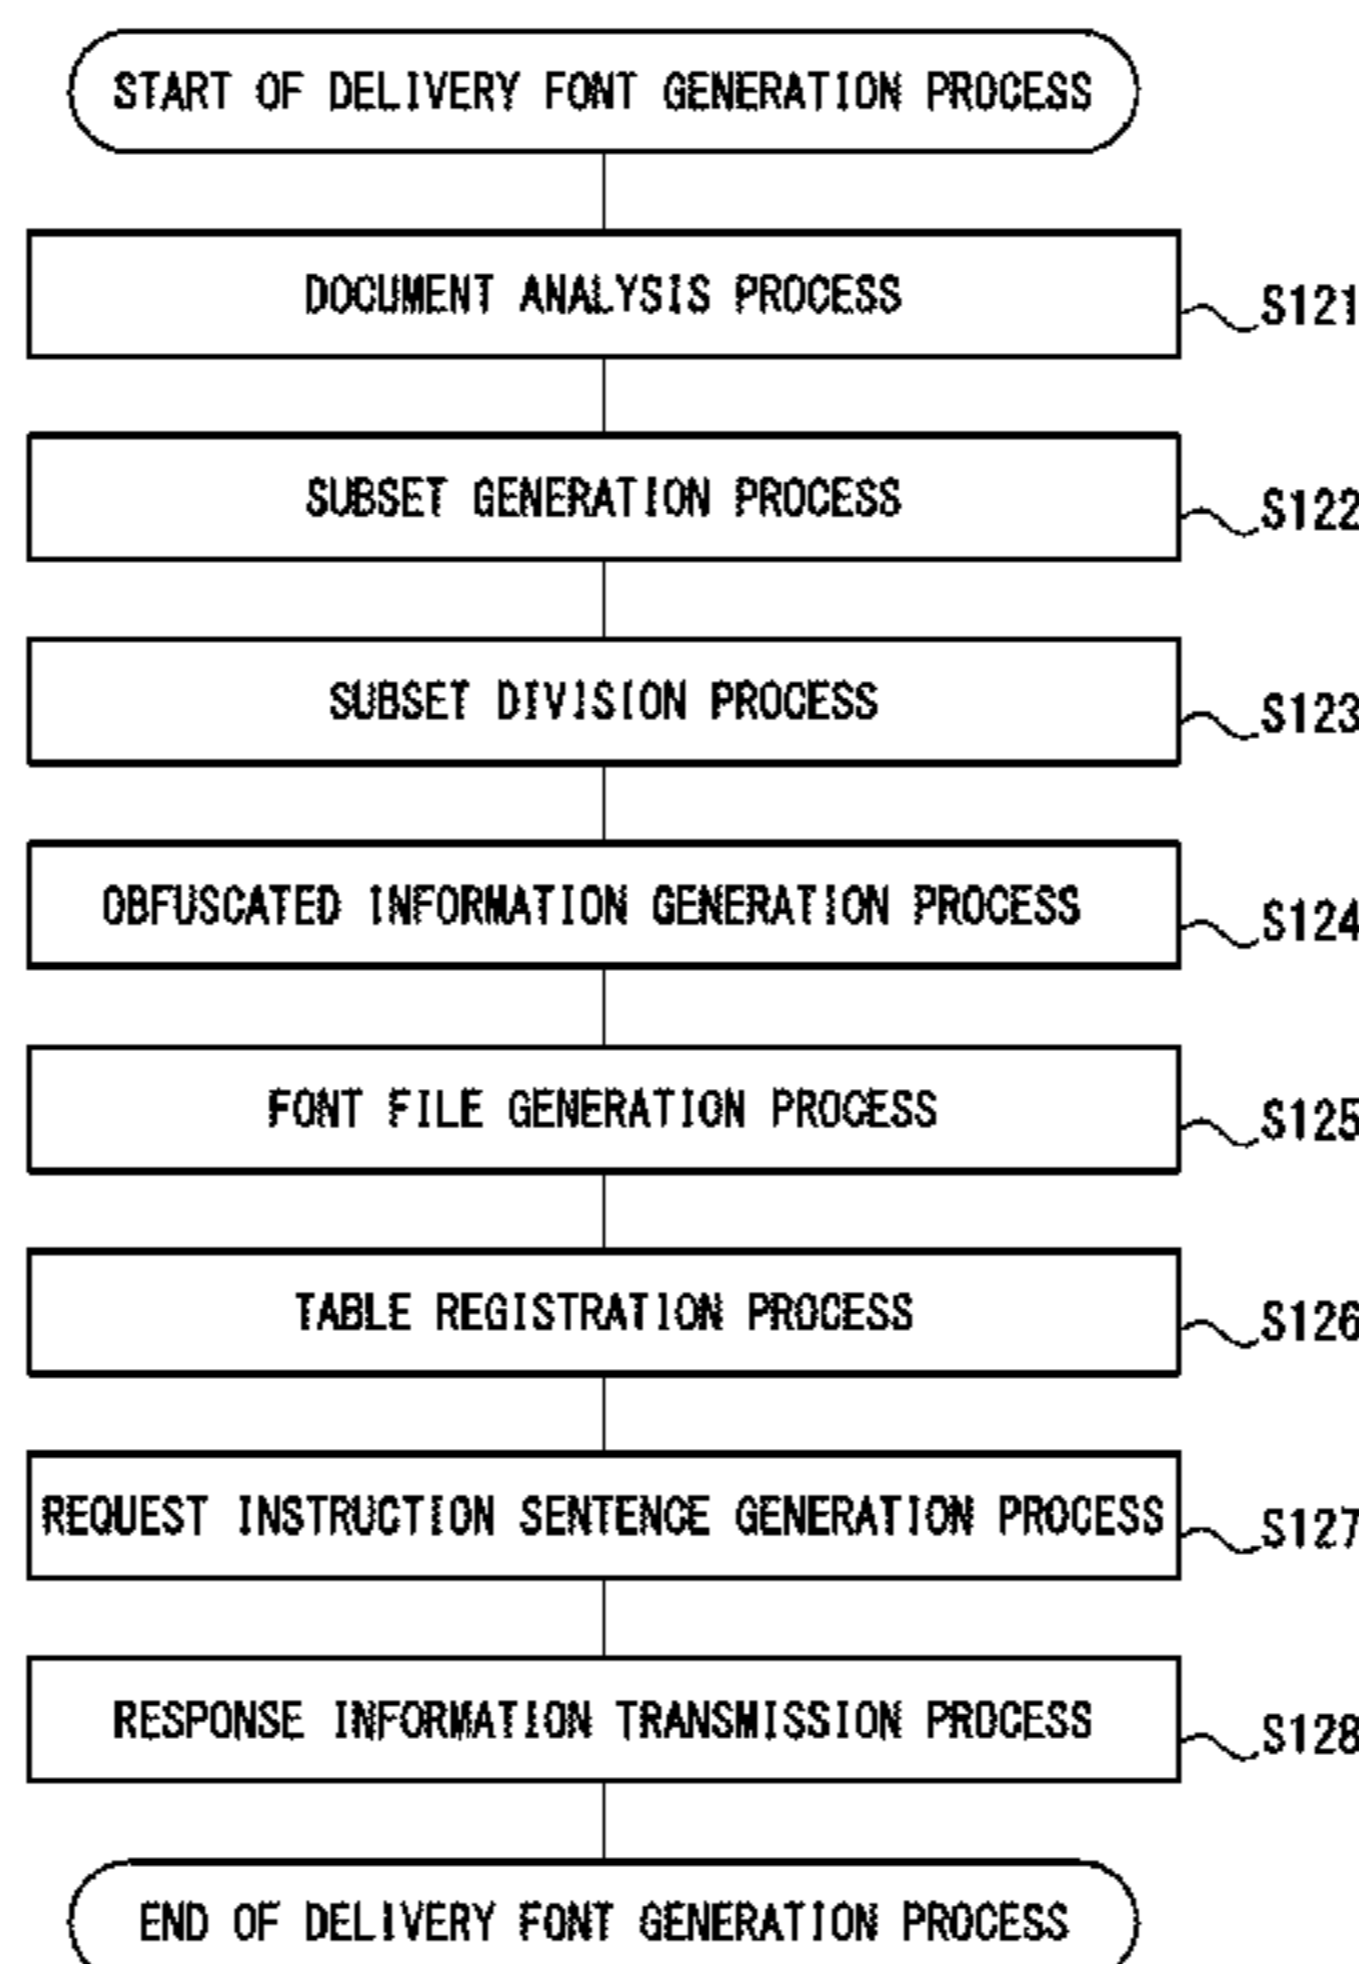 START OF DELIVERY FONT GENERATION PROCESS
DOCUMENT ANALYSIS PROCESS
S121
SUBSET GENERATION PROCESS
S122
SUBSET DIVISION PROCESS
S123
OBFUSCATED INFORMATION GENERATION PROCESS
S124
FONT FILE GENERATION PROCESS
S125
TABLE REGISTRATION PROCESS
S126
REQUEST INSTRUCTION SENTENCE GENERATION PROCESS
S127
RESPONSE INFORMATION TRANSMISSION PROCESS
S128
END OF DELIVERY FONT GENERATION PROCESS